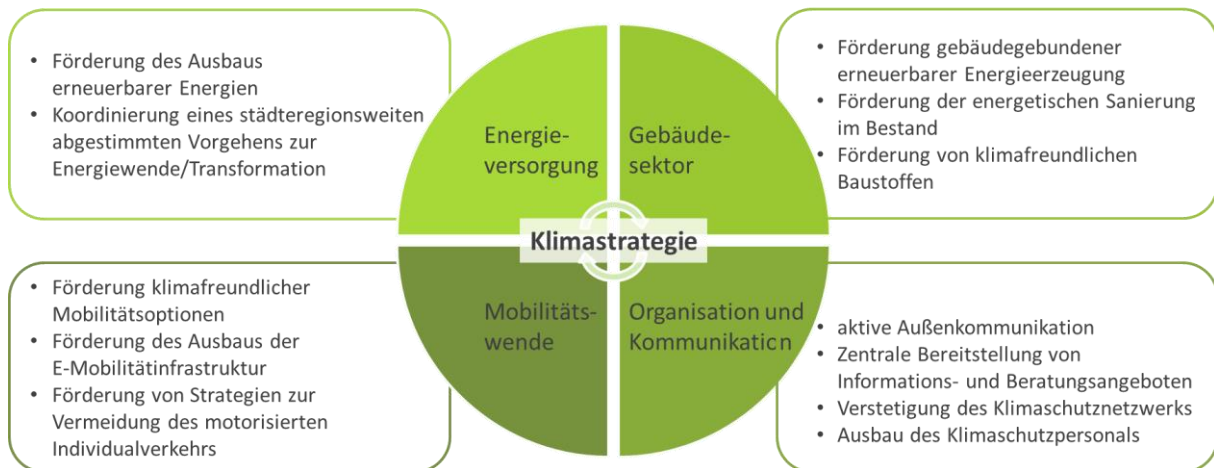 • Förderung des Ausbaus
erneuerbarer Energien
• Koordinierung eines städteregionsweiten
abgestimmten Vorgehens zur
Energiewende/Transformation
Energie-
versorgung
Gebäude-
sektor
• Förderung gebäudegebundener
erneuerbarer Energieerzeugung
• Förderung der energetischen Sanierung
im Bestand
• Förderung von klimafreundlichen
Baustoffen
Klimastrategie
• Förderung klimafreundlicher
Mobilitätsoptionen
• Förderung des Ausbaus der
E-Mobilitätinfrastruktur
• Förderung von Strategien zur
Vermeidung des motorisierten
Individualverkehrs
Mobilitäts-
wende
Organisation und
Kommunikation
• aktive Außenkommunikation
• Zentrale Bereitstellung von
Informations- und Beratungsangeboten
• Verstetigung des Klimaschutznetzwerks
• Ausbau des Klimaschutzpersonals